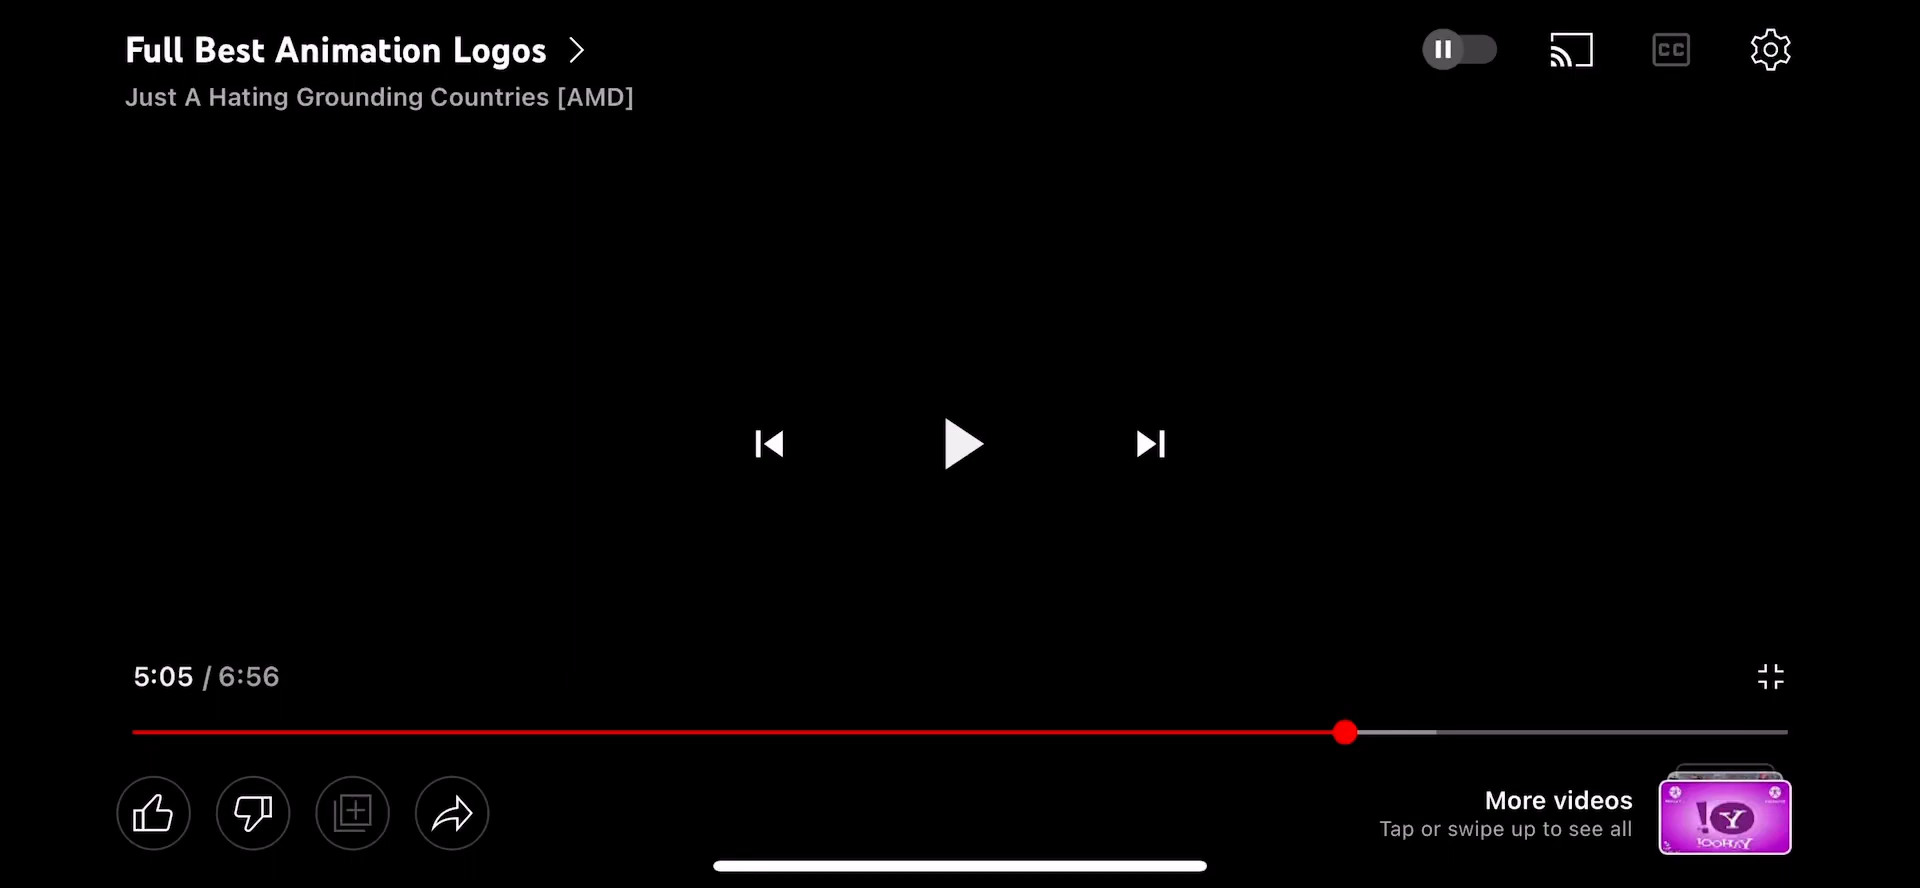 Full Best Animation Logos
Just A Hating Grounding Countries [AMD]
CC
5:05 / 6:56
More videos
Tap or swipe up to see all